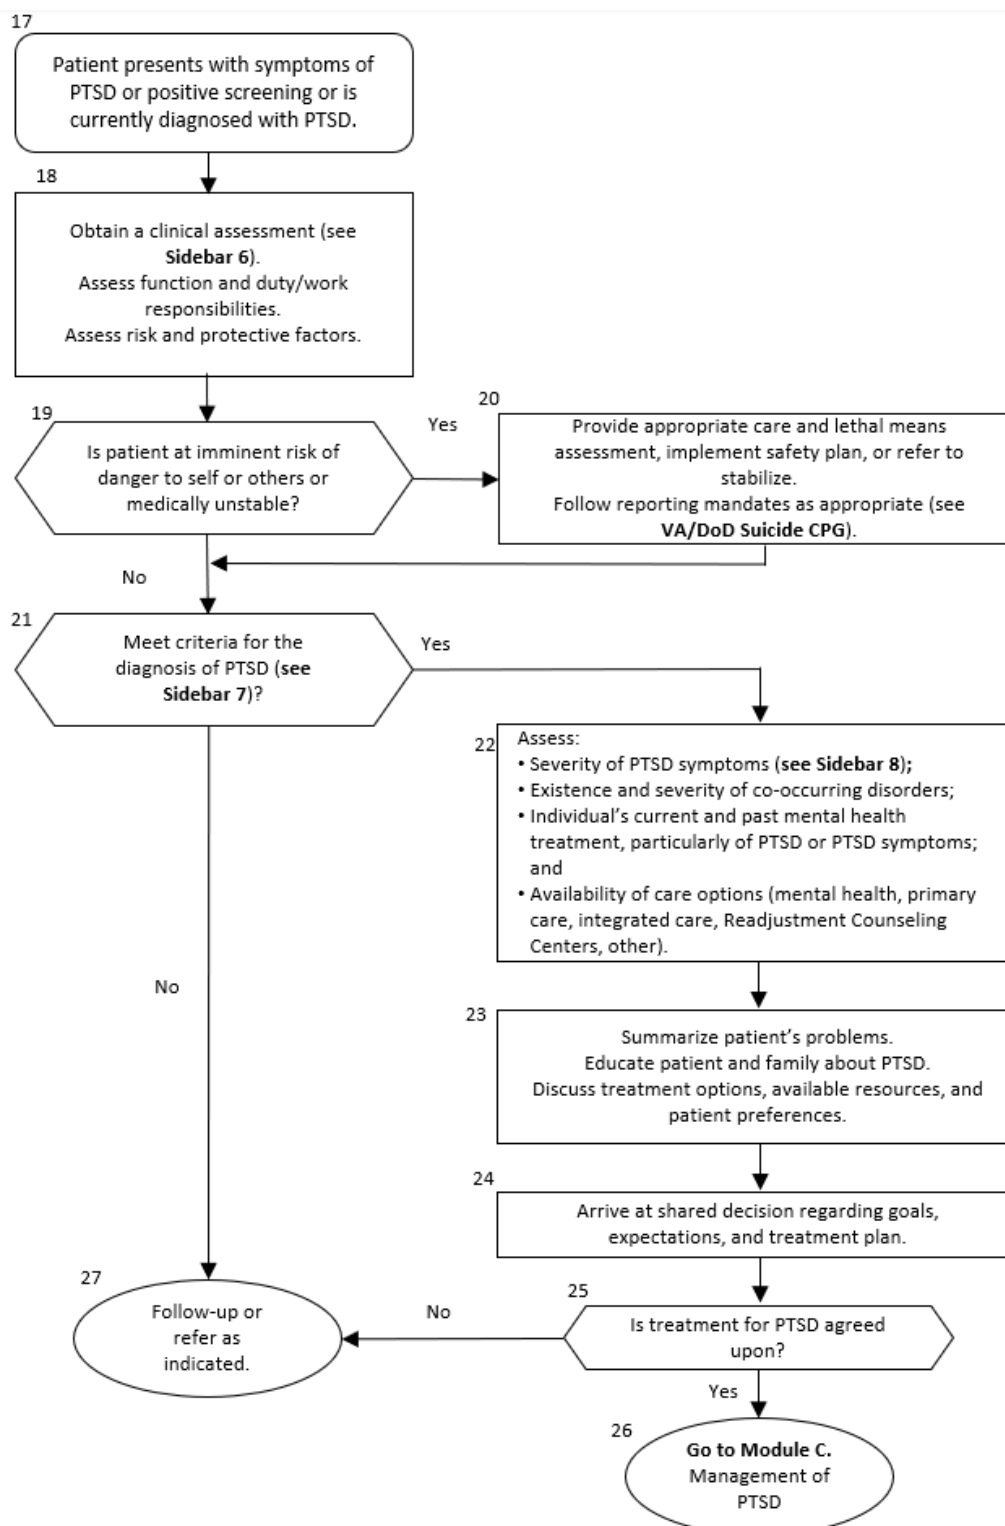 17
Patient presents with symptoms of
PTSD or positive screening or is
currently diagnosed with PTSD.
18
Obtain a clinical assessment (see
Sidebar 6).
Assess function and duty/work
responsibilities.
Assess risk and protective factors.
19
Is patient at imminent risk of
danger to self or others or
medically unstable?
Yes
20
Provide appropriate care and lethal means
assessment, implement safety plan, or refer to
stabilize.
Follow reporting mandates as appropriate (see
VA/DoD Suicide CPG).
No
21
Meet criteria for the
diagnosis of PTSD (see
Sidebar 7)?
Yes
22
Assess:
• Severity of PTSD symptoms (see Sidebar 8);
• Existence and severity of co-occurring disorders;
• Individual's current and past mental health
treatment, particularly of PTSD or PTSD symptoms;
and
• Availability of care options (mental health, primary
care, integrated care, Readjustment Counseling
Centers, other).
No
23
Summarize patient's problems.
Educate patient and family about PTSD.
Discuss treatment options, available resources, and
patient preferences.
24
Arrive at shared decision regarding goals,
expectations, and treatment plan.
25
Is treatment for PTSD agreed
upon?
No
27
Follow-up or
refer as
indicated.
Yes
26
Go to Module C.
Management of
PTSD